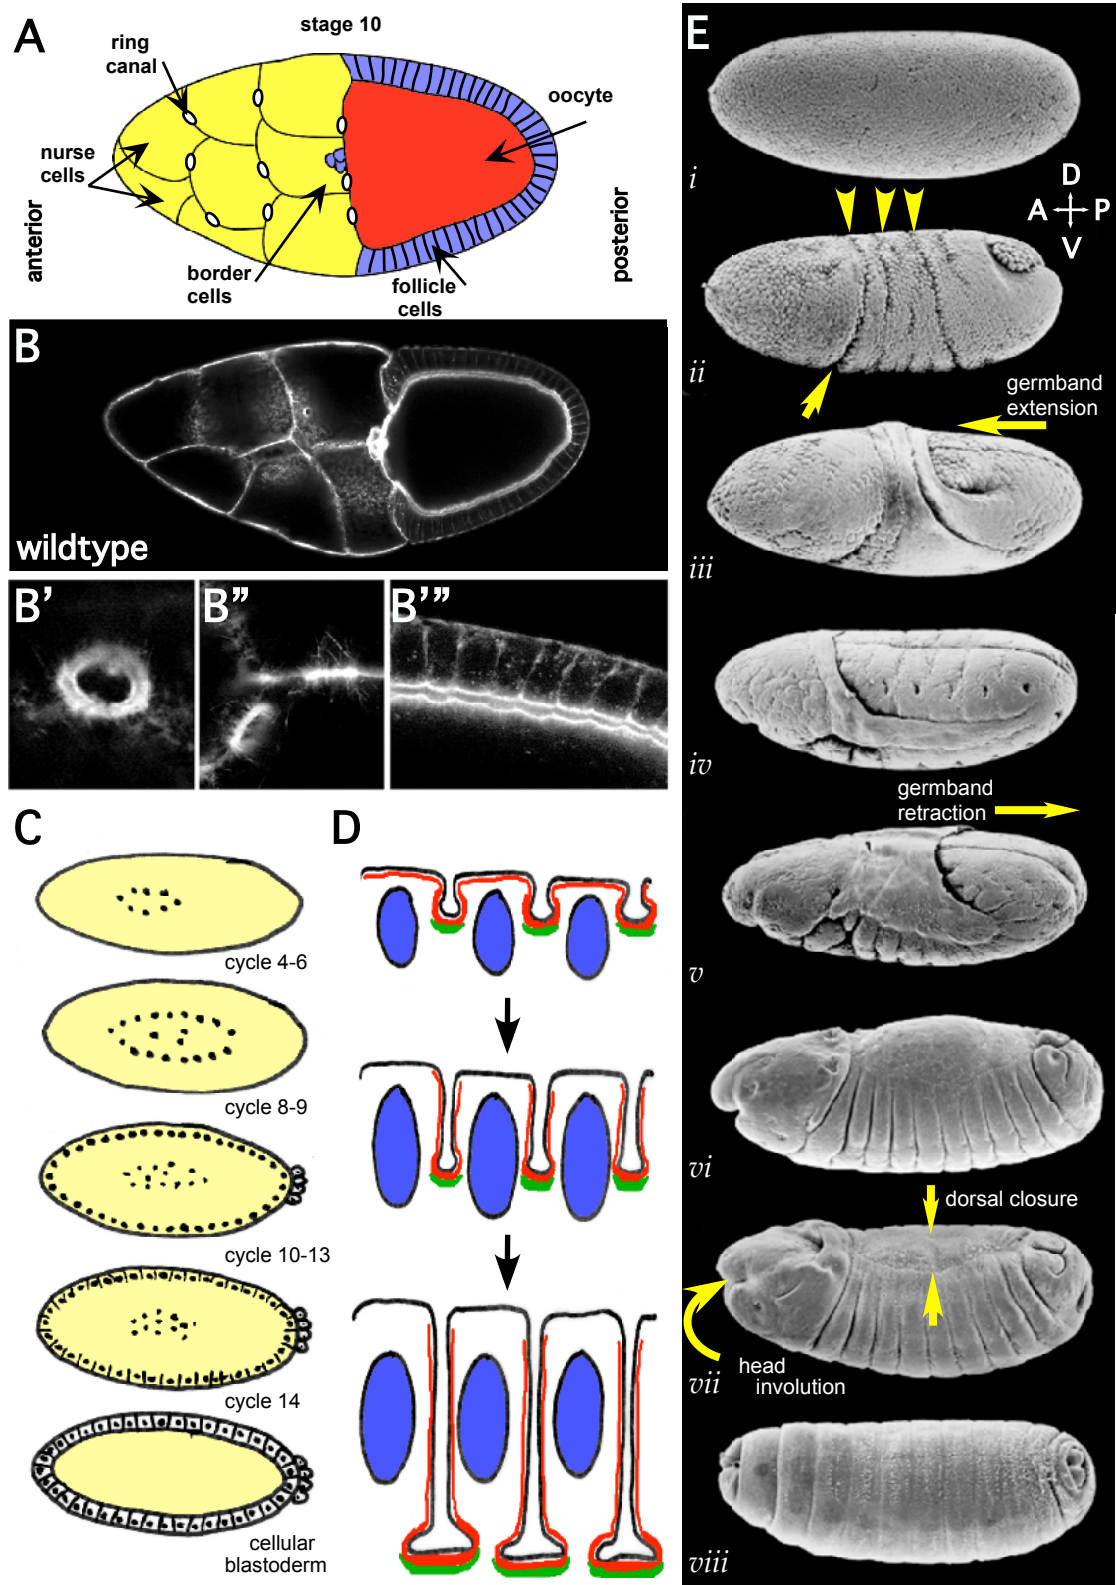 A
stage 10
ring
canal
oocyte
nurse
cells
anterior
posterior
border
cells
follicle
cells
B
wildtype
B'
B''
B'''
C
cycle 4-6
cycle 8-9
cycle 10-13
cycle 14
cellular
blastoderm
D
E
i
D
A
P
V
ii
germband
extension
iii
iv
germband
retraction
v
vi
dorsal closure
head
involution
vii
viii